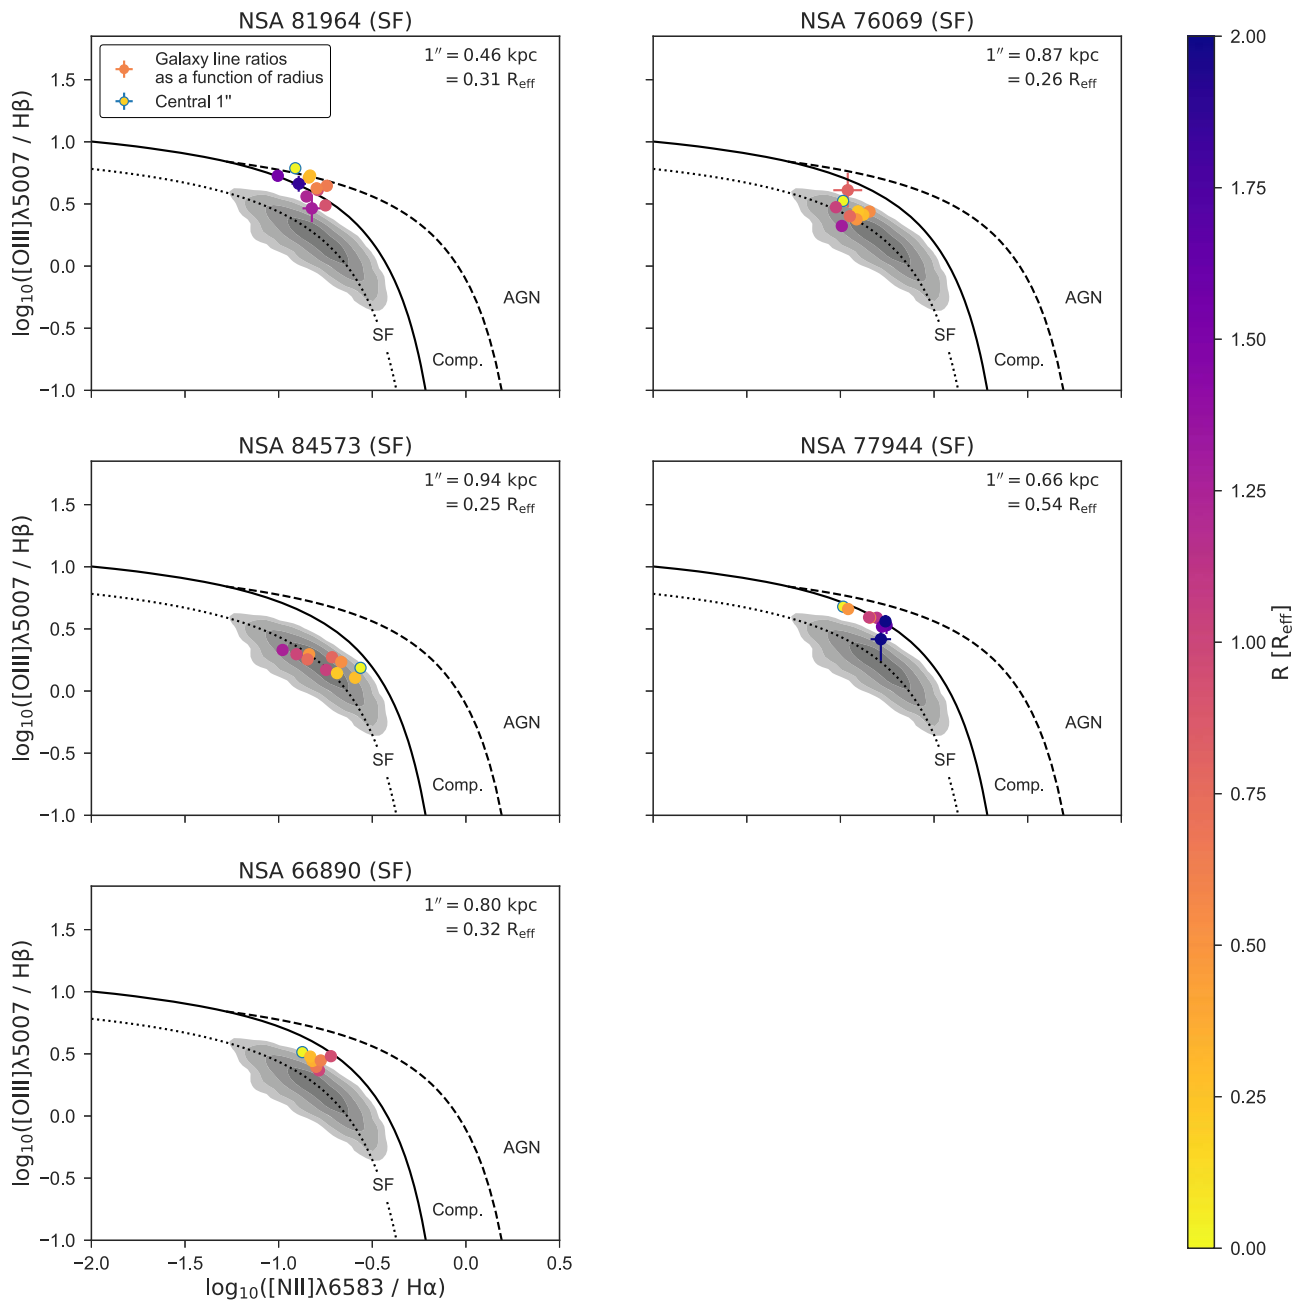 NSA 81964 (SF)
1″ = 0.46 kpc
= 0.31 Reff
Galaxy line ratios
as a function of radius
Central 1"
log10([OIII]λ5007 / Hβ)
1.5
1.0
0.5
0.0
−0.5
−1.0
AGN
SF
Comp.
NSA 76069 (SF)
1″ = 0.87 kpc
= 0.26 Reff
AGN
SF
Comp.
NSA 84573 (SF)
1″ = 0.94 kpc
= 0.25 Reff
log10([OIII]λ5007 / Hβ)
1.5
1.0
0.5
0.0
−0.5
−1.0
AGN
SF
Comp.
NSA 77944 (SF)
1″ = 0.66 kpc
= 0.54 Reff
AGN
SF
Comp.
NSA 66890 (SF)
1″ = 0.80 kpc
= 0.32 Reff
log10([OIII]λ5007 / Hβ)
1.5
1.0
0.5
0.0
−0.5
−1.0
AGN
SF
Comp.
-2.0
-1.5
-1.0
-0.5
0.0
0.5
log10([NII]λ6583 / Hα)
2.00
1.75
1.50
1.25
1.00
0.75
0.50
0.25
0.00
R [Reff]